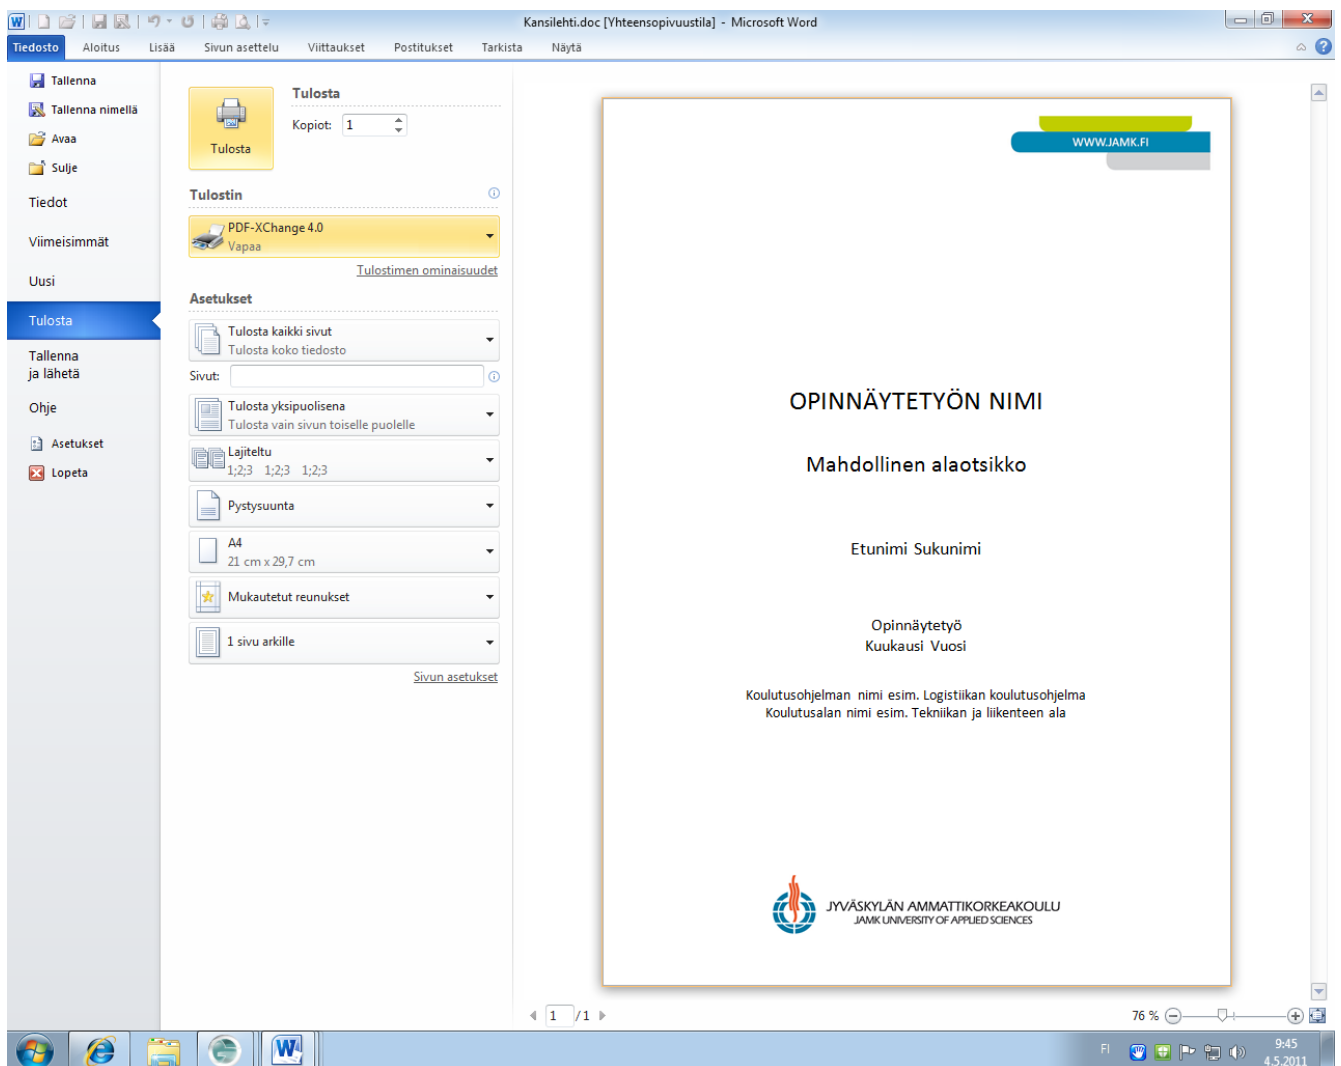 Kansilehti.doc [Yhteensopivuustila] - Microsoft Word
Tiedosto Aloitus Lisää Sivun asettelu Viittaukset Postitukset Tarkista Näytä
Tallenna
Tallenna nimellä
Avaa
Sulje
Tiedot
Viimeisimmät
Uusi
Tulosta
Tallenna
ja lähetä
Ohje
Asetukset
Lopeta
Tulosta
Tulosta
Kopiot: 1
Tulostin
PDF-XChange 4.0
Vapaa
Tulostimen ominaisuudet
Asetukset
Tulosta kaikki sivut
Tulosta koko tiedosto
Sivut:
Tulosta yksipuolisena
Tulosta vain sivun toiselle puolelle
Lajiteltu
1;2;3 1;2;3 1;2;3
Pystysuunta
A4
21 cm x 29,7 cm
Mukautetut reunukset
1 sivu arkille
Sivun asetukset
WWW.JAMK.FI
OPINNÄYTETYÖN NIMI
Mahdollinen alaotsikko
Etunimi Sukunimi
Opinnäytetyö
Kuukausi Vuosi
Koulutusohjelman nimi esim. Logistiikan koulutusohjelma
Koulutusalan nimi esim. Tekniikan ja liikenteen ala
JYVÄSKYLÄN AMMATTIKORKEAKOULU
JAMK UNIVERSITY OF APPLIED SCIENCES
1 /1
76 %
FI
9:45
4.5.2011